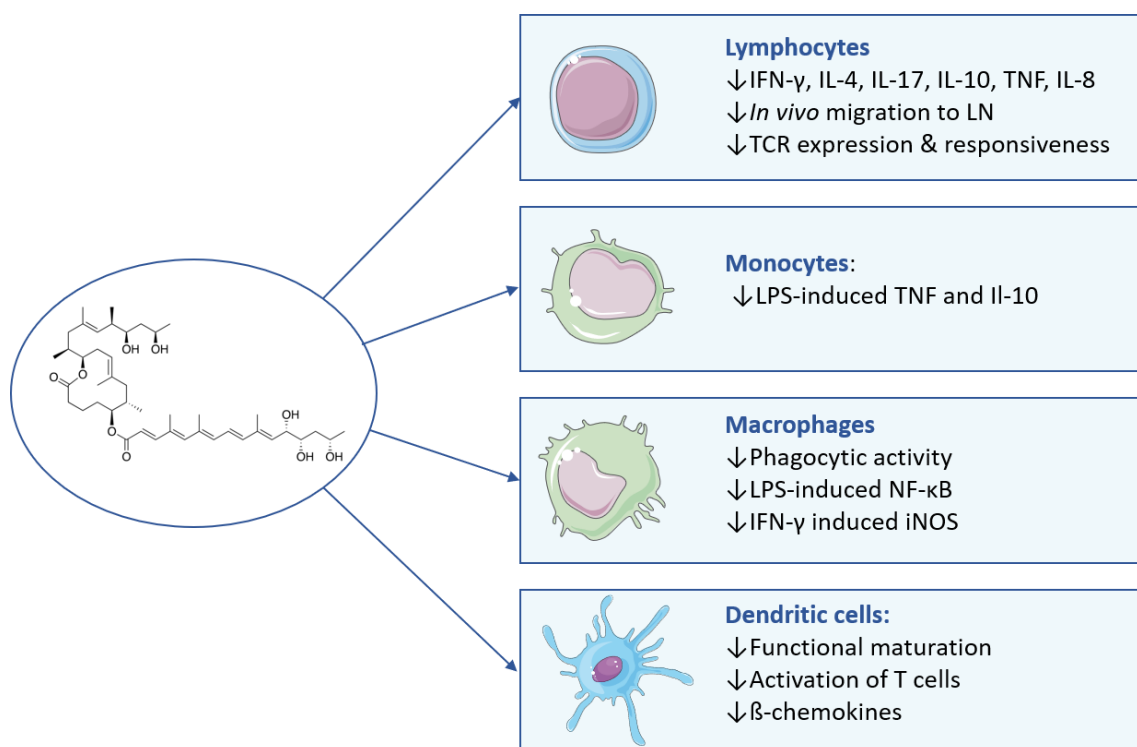 Lymphocytes
↓IFN-γ, IL-4, IL-17, IL-10, TNF, IL-8
↓In vivo migration to LN
↓TCR expression & responsiveness
Monocytes:
↓LPS-induced TNF and Il-10
OH OH
O
O
O
O
OH
OH OH
Macrophages
↓Phagocytic activity
↓LPS-induced NF-κB
↓IFN-γ induced iNOS
Dendritic cells:
↓Functional maturation
↓Activation of T cells
↓ß-chemokines